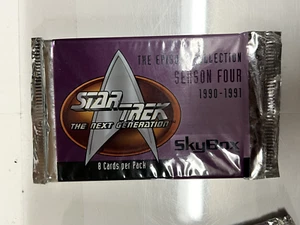 THE EPISODE COLLECTION
SEASON FOUR
1990-1991
STAR TREK
THE NEXT GENERATION
8 Cards per Pack
SkyBox